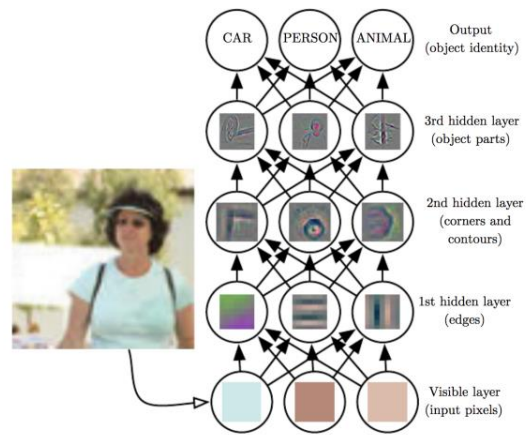 CAR
PERSON
ANIMAL
Output
(object identity)
3rd hidden layer
(object parts)
2nd hidden layer
(corners and
contours)
1st hidden layer
(edges)
Visible layer
(input pixels)